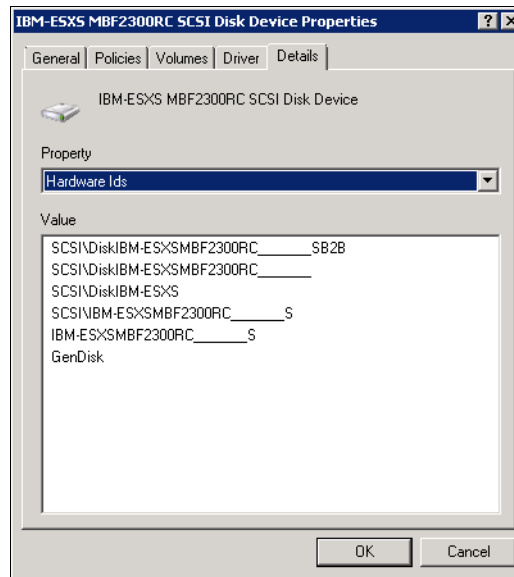 IBM-ESXS MBF2300RC SCSI Disk Device Properties
General Policies Volumes Driver Details
IBM-ESXS MBF2300RC SCSI Disk Device
Property
Hardware Ids
Value
SCSI\DiskIBM-ESXSMBF2300RC_______SB2B
SCSI\DiskIBM-ESXSMBF2300RC_______
SCSI\DiskIBM-ESXS
SCSI\IBM-ESXSMBF2300RC_______S
IBM-ESXSMBF2300RC_______S
GenDisk
OK Cancel